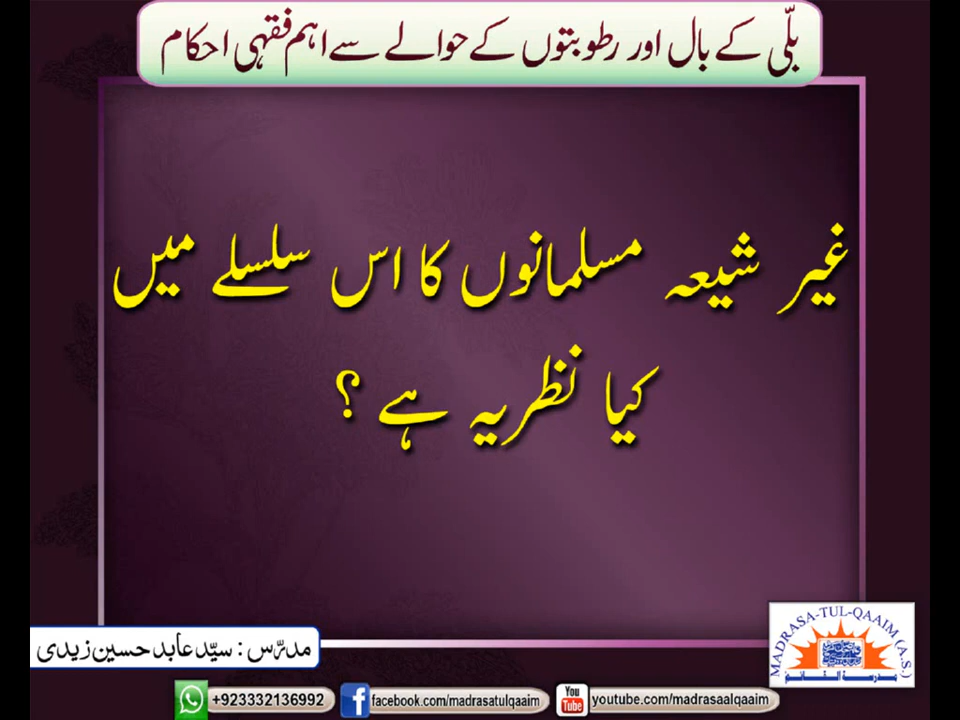 بلّی کے بال اور رطوبتوں کے حوالے سے اہم فقہی احکام
غیر شیعہ مسلمانوں کا اس سلسلے میں
کیا نظریہ ہے ؟
MADRASA-TUL-QAAIM (A.S.)
مدرسة القائم
مدرّس : سیّد عابد حسین زیدی
+923332136992
facebook.com/madrasatulqaaim
You Tube
youtube.com/madrasaalqaaim